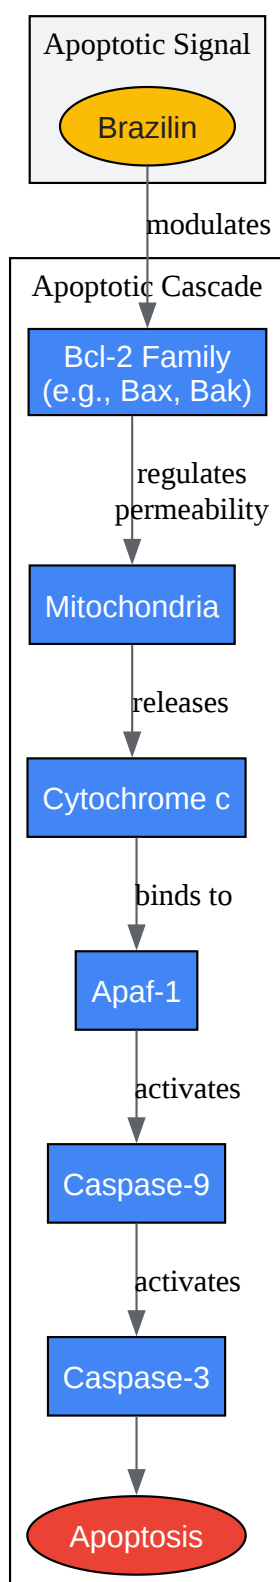 Apoptotic Signal
Brazilin
modulates
Apoptotic Cascade
Bcl-2 Family
(e.g., Bax, Bak)
regulates
permeability
Mitochondria
releases
Cytochrome c
binds to
Apaf-1
activates
Caspase-9
activates
Caspase-3
Apoptosis